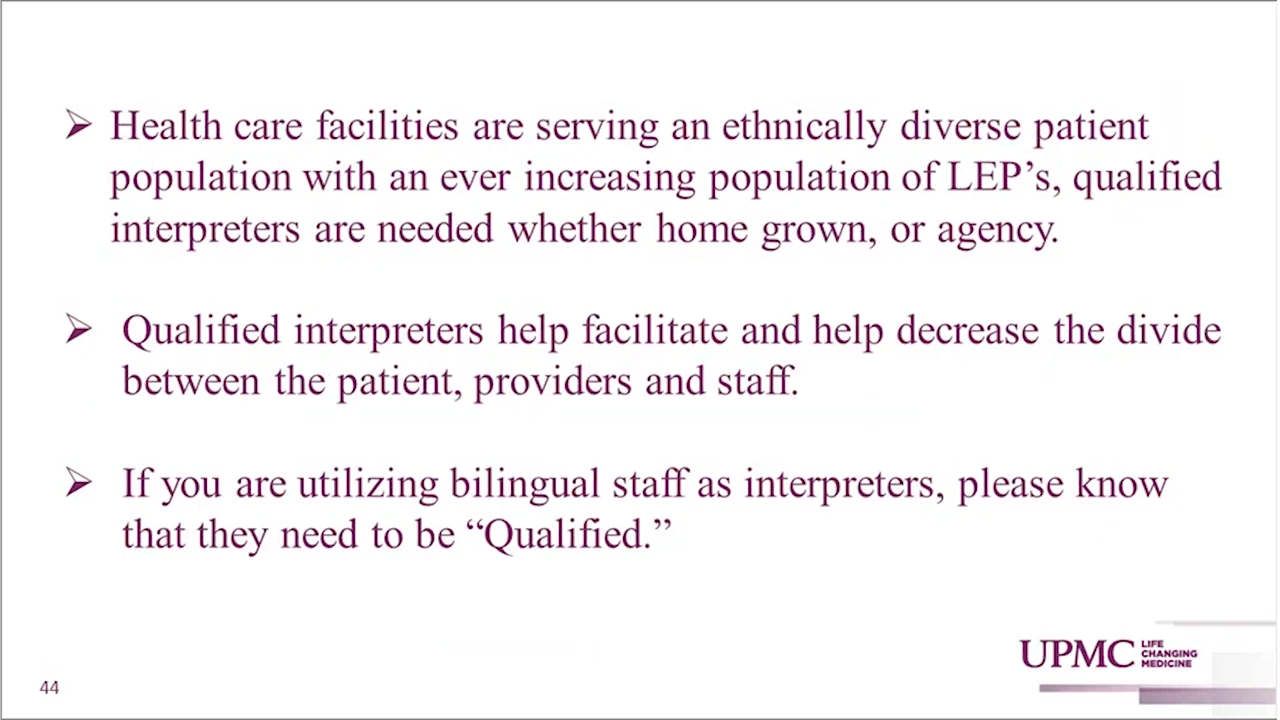 ➢ Health care facilities are serving an ethnically diverse patient
population with an ever increasing population of LEP’s, qualified
interpreters are needed whether home grown, or agency.
➢ Qualified interpreters help facilitate and help decrease the divide
between the patient, providers and staff.
➢ If you are utilizing bilingual staff as interpreters, please know
that they need to be “Qualified.”
UPMC LIFE
CHANGING
MEDICINE
44